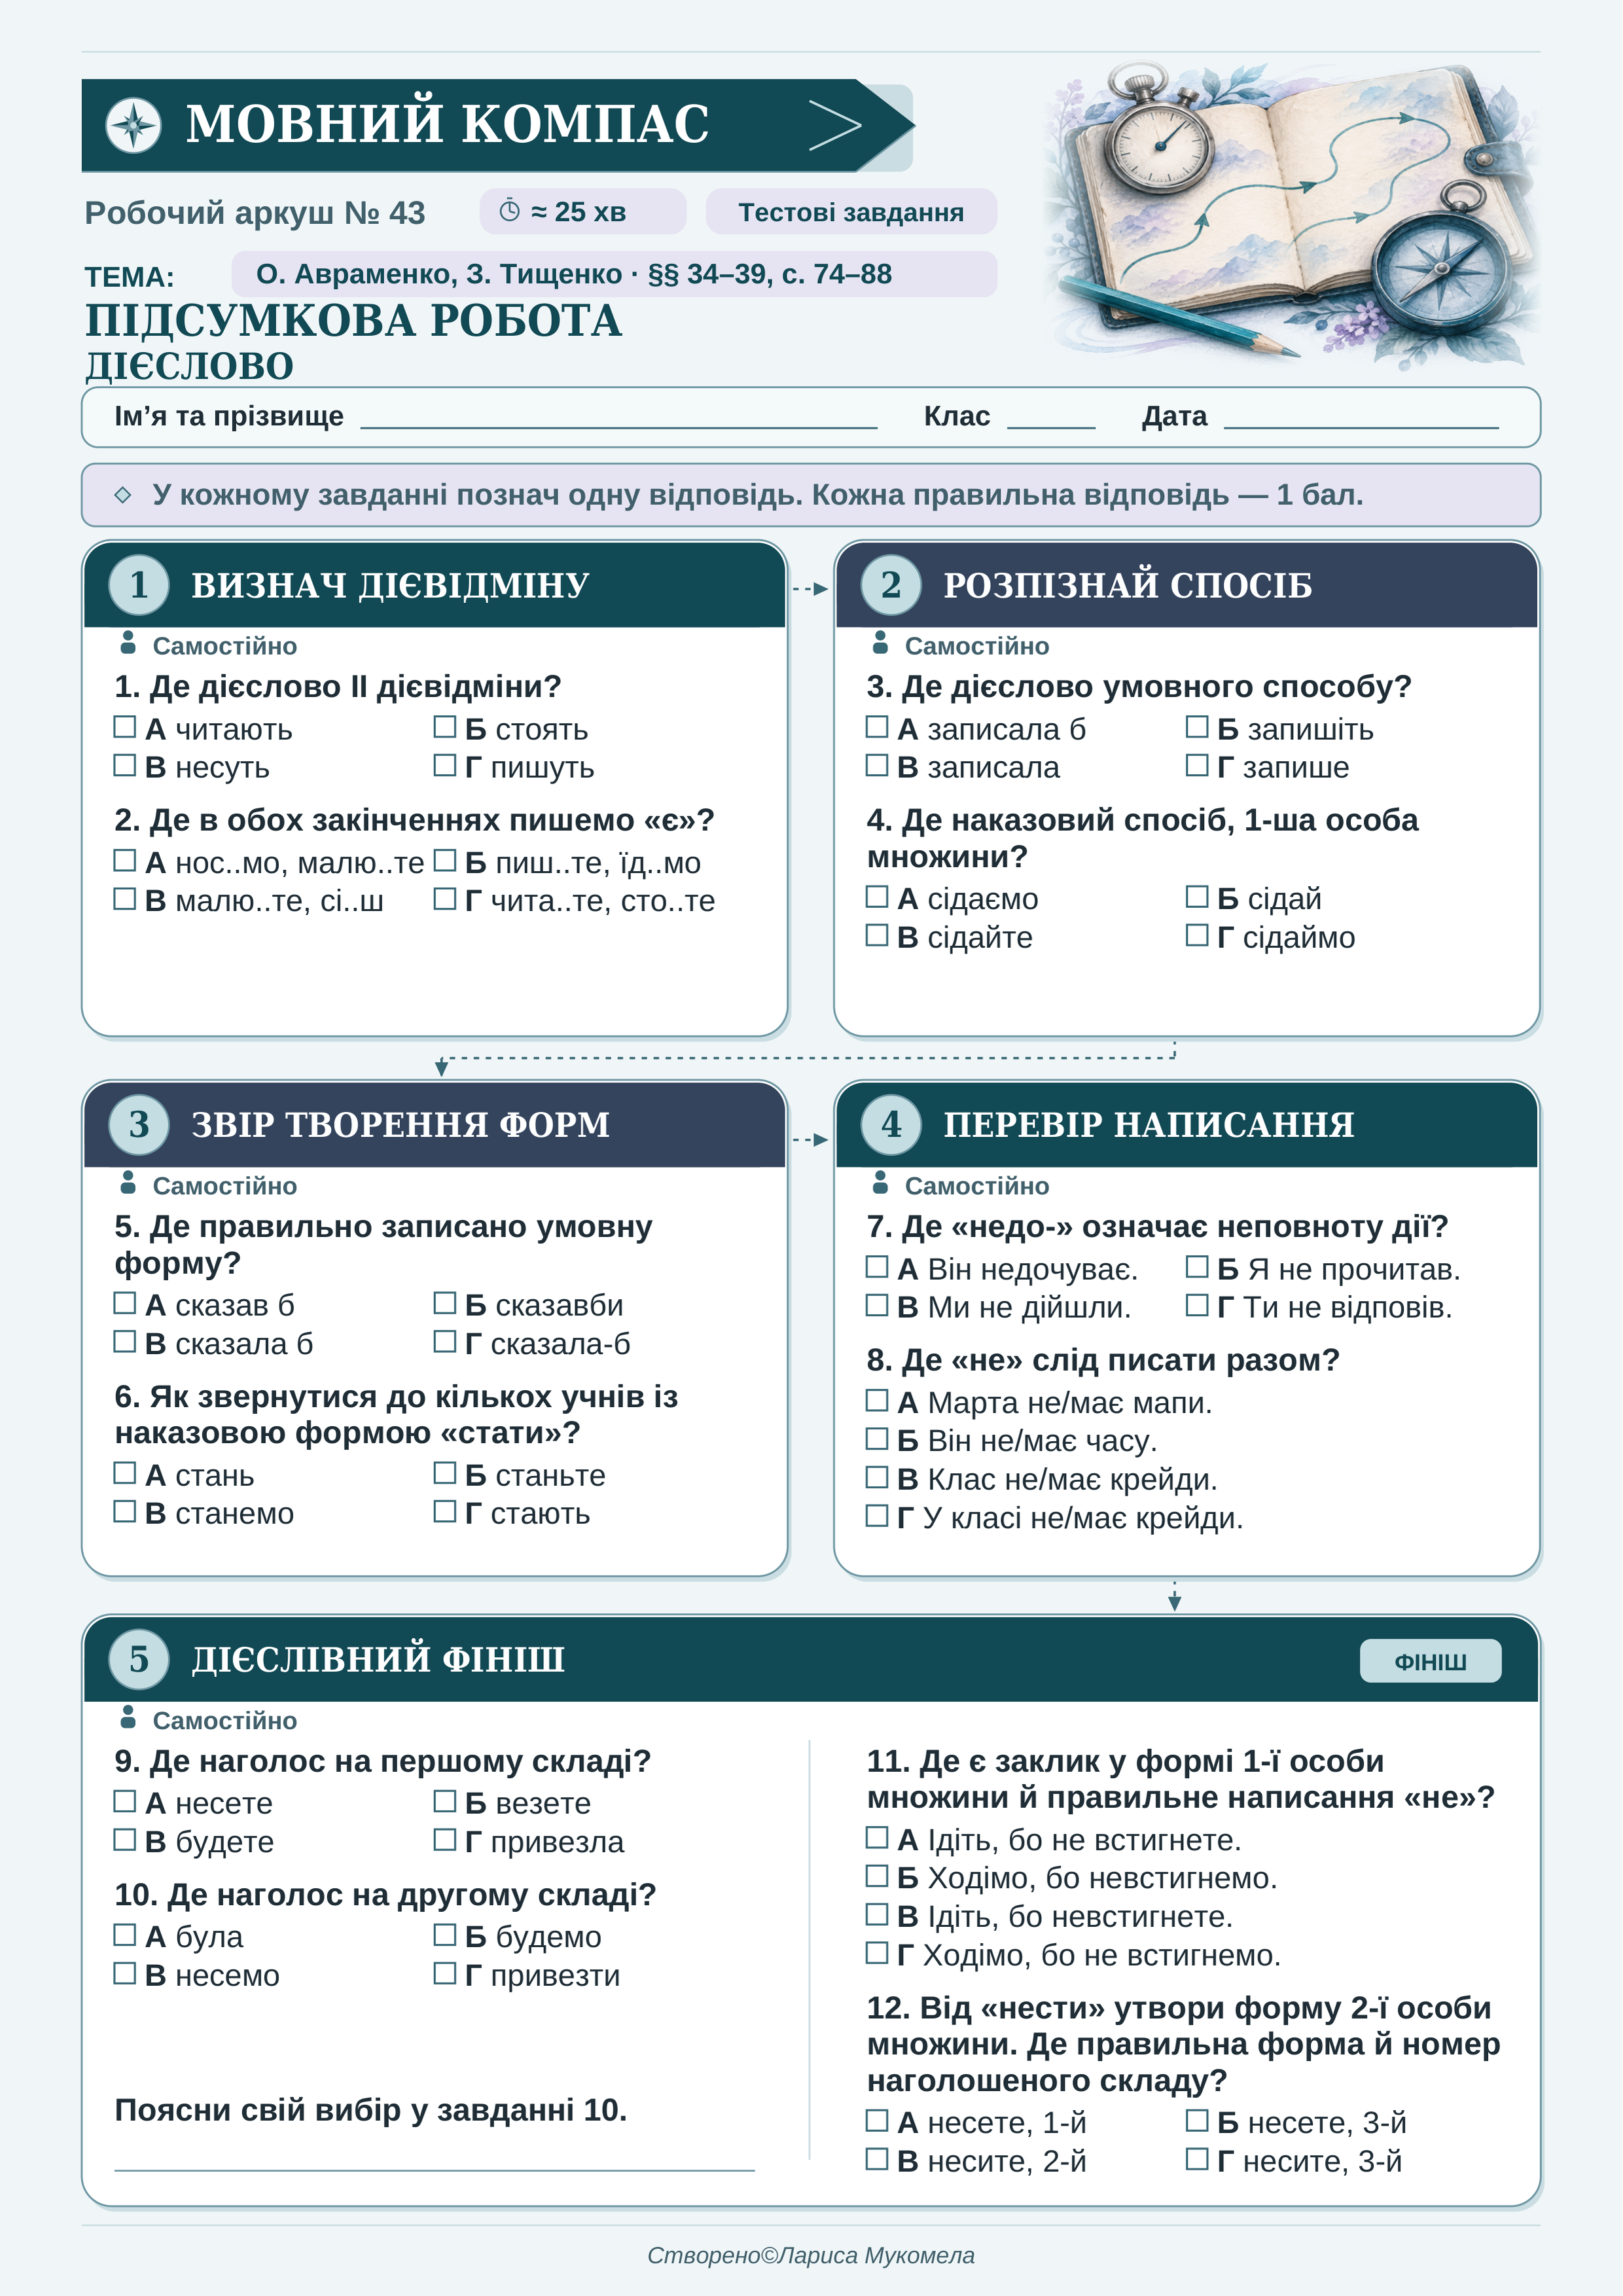 МОВНИЙ КОМПАС
Робочий аркуш № 43
≈ 25 хв
Тестові завдання
ТЕМА:
О. Авраменко, З. Тищенко · §§ 34–39, с. 74–88
ПІДСУМКОВА РОБОТА
ДІЄСЛОВО
Ім’я та прізвище
Клас
Дата
У кожному завданні познач одну відповідь. Кожна правильна відповідь — 1 бал.
1 ВИЗНАЧ ДІЄВІДМІНУ
Самостійно
1. Де дієслово ІІ дієвідміни?
А читають Б стоять
В несуть Г пишуть
2. Де в обох закінченнях пишемо «є»?
А нос..мо, малю..те Б пиш..те, їд..мо
В малю..те, сі..ш Г чита..те, сто..те
2 РОЗПІЗНАЙ СПОСІБ
Самостійно
3. Де дієслово умовного способу?
А записала б Б запишіть
В записала Г запише
4. Де наказовий спосіб, 1-ша особа
множини?
А сідаємо Б сідай
В сідайте Г сідаймо
3 ЗВІР ТВОРЕННЯ ФОРМ
Самостійно
5. Де правильно записано умовну
форму?
А сказав б Б сказавби
В сказала б Г сказала-б
6. Як звернутися до кількох учнів із
наказовою формою «стати»?
А стань Б станьте
В станемо Г стають
4 ПЕРЕВІР НАПИСАННЯ
Самостійно
7. Де «недо-» означає неповноту дії?
А Він недочуває. Б Я не прочитав.
В Ми не дійшли. Г Ти не відповів.
8. Де «не» слід писати разом?
А Марта не/має мапи.
Б Він не/має часу.
В Клас не/має крейди.
Г У класі не/має крейди.
5 ДІЄСЛІВНИЙ ФІНІШ
ФІНІШ
Самостійно
9. Де наголос на першому складі?
А несете Б везете
В будете Г привезла
10. Де наголос на другому складі?
А була Б будемо
В несемо Г привезти
Поясни свій вибір у завданні 10.
11. Де є заклик у формі 1-ї особи
множини й правильне написання «не»?
А Ідіть, бо не встигнете.
Б Ходімо, бо невстигнемо.
В Ідіть, бо невстигнете.
Г Ходімо, бо не встигнемо.
12. Від «нести» утвори форму 2-ї особи
множини. Де правильна форма й номер
наголошеного складу?
А несете, 1-й Б несете, 3-й
В несите, 2-й Г несите, 3-й
Створено©Лариса Мукомела